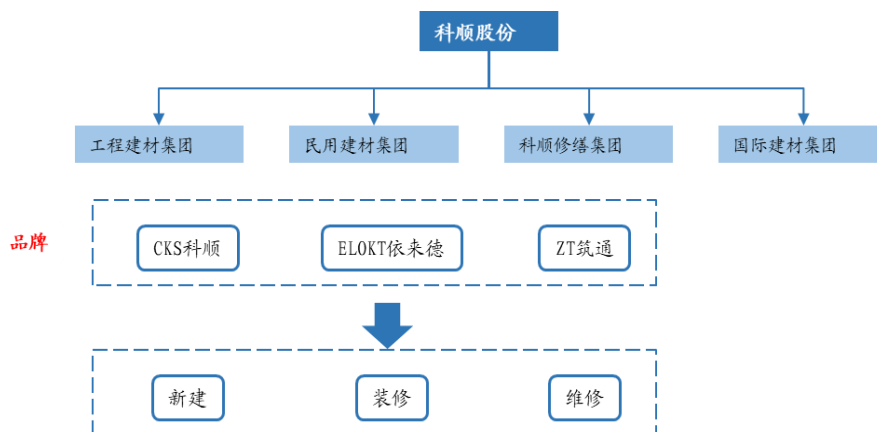 科顺股份
工程建材集团
民用建材集团
科顺修缮集团
国际建材集团
品牌
CKS科顺
ELOKT依来德
ZT筑通
新建
装修
维修